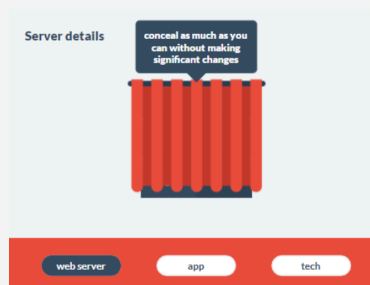 Server details
conceal as much as you
can without making
significant changes
web server
app
tech